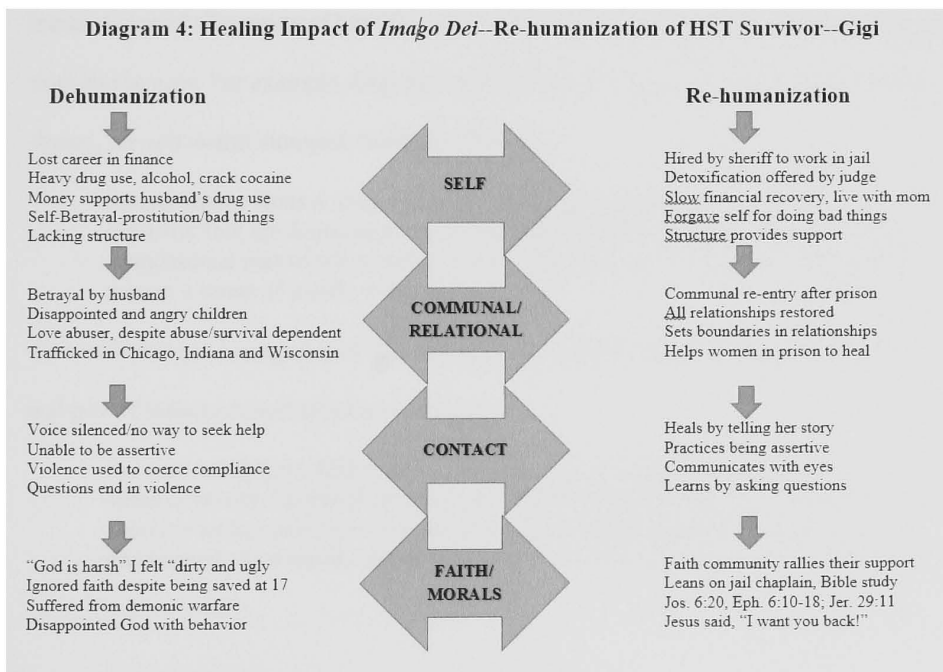 Diagram 4: Healing Impact of Imago Dei--Re-humanization of HST Survivor--Gigi
Dehumanization
Re-humanization
Lost career in finance
Heavy drug use, alcohol, crack cocaine
Money supports husband's drug use
Self-Betrayal-prostitution/bad things
Lacking structure
SELF
Hired by sheriff to work in jail
Detoxification offered by judge
Slow financial recovery, live with mom
Forgave self for doing bad things
Structure provides support
Betrayal by husband
Disappointed and angry children
Love abuser, despite abuse/survival dependent
Trafficked in Chicago, Indiana and Wisconsin
COMMUNAL/
RELATIONAL
Communal re-entry after prison
All relationships restored
Sets boundaries in relationships
Helps women in prison to heal
Voice silenced/no way to seek help
Unable to be assertive
Violence used to coerce compliance
Questions end in violence
CONTACT
Heals by telling her story
Practices being assertive
Communicates with eyes
Learns by asking questions
"God is harsh" I felt "dirty and ugly
Ignored faith despite being saved at 17
Suffered from demonic warfare
Disappointed God with behavior
FAITH/
MORALS
Faith community rallies their support
Leans on jail chaplain, Bible study
Jos. 6:20, Eph. 6:10-18; Jer. 29:11
Jesus said, "I want you back!"